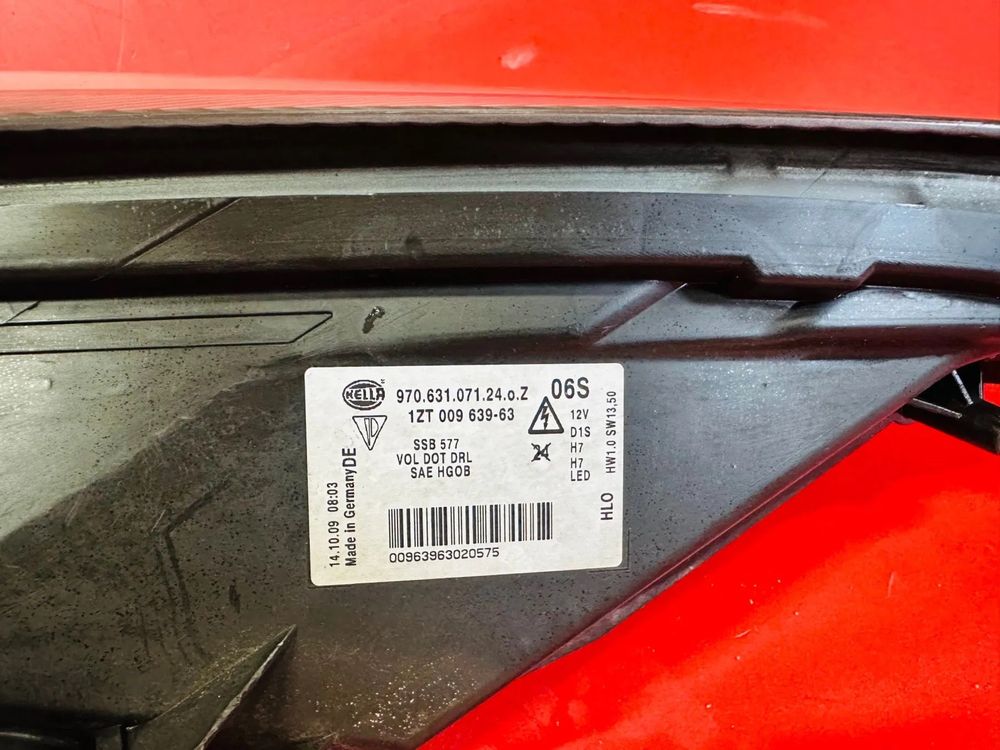 HELLA
970.631.071.24.o.Z
06S
1ZT 009 639-63
12V
D1S
H7
H7
LED
24
SSB 577
VOL DOT DRL
SAE HGOB
HW1.0 SW13,50
HLO
14.10.09 08:03
Made in Germany DE
00963963020575